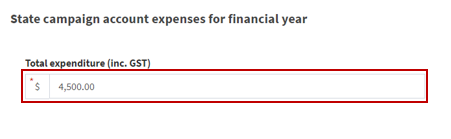 State campaign account expenses for financial year
Total expenditure (inc. GST)
* $ 4,500.00